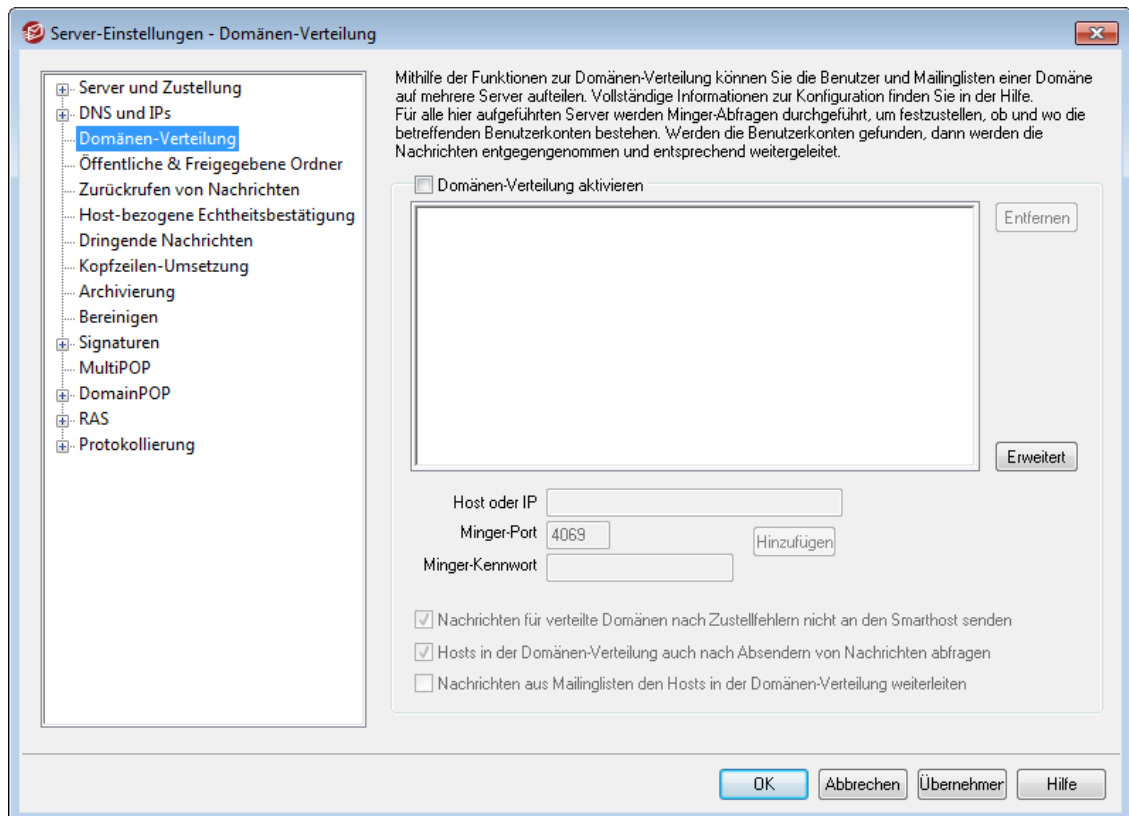 Server-Einstellungen - Domänen-Verteilung
Server und Zustellung
DNS und IPs
Domänen-Verteilung
Öffentliche & Freigegebene Ordner
Zurückrufen von Nachrichten
Host-bezogene Echtheitsbestätigung
Dringende Nachrichten
Kopfzeilen-Umsetzung
Archivierung
Bereinigen
Signaturen
MultiPOP
DomainPOP
RAS
Protokollierung
Mithilfe der Funktionen zur Domänen-Verteilung können Sie die Benutzer und Mailinglisten einer Domäne
auf mehrere Server aufteilen. Vollständige Informationen zur Konfiguration finden Sie in der Hilfe.
Für alle hier aufgeführten Server werden Minger-Abfragen durchgeführt, um festzustellen, ob und wo die
betreffenden Benutzerkonten bestehen. Werden die Benutzerkonten gefunden, dann werden die
Nachrichten entgegengenommen und entsprechend weitergeleitet.
Domänen-Verteilung aktivieren
Entfernen
Erweitert
Host oder IP
Minger-Port 4069
Hinzufügen
Minger-Kennwort
Nachrichten für verteilte Domänen nach Zustellfehlern nicht an den Smarthost senden
Hosts in der Domänen-Verteilung auch nach Absendern von Nachrichten abfragen
Nachrichten aus Mailinglisten den Hosts in der Domänen-Verteilung weiterleiten
OK Abbrechen Übernehmer Hilfe